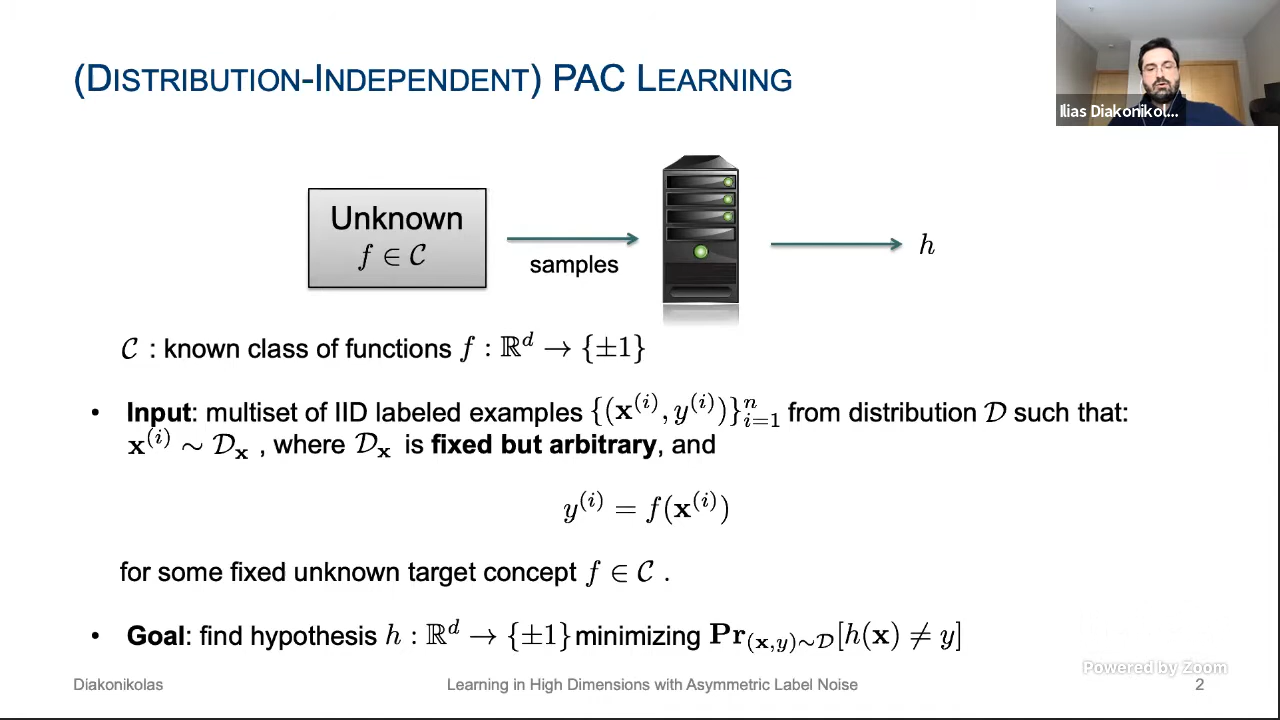 (DISTRIBUTION-INDEPENDENT) PAC LEARNING
Ilias Diakonikol...
Unknown
f ∈ 𝒞
samples
h
𝒞 : known class of functions f : ℝ^d → {±1}
• Input: multiset of IID labeled examples {(x^(i), y^(i))}_{i=1}^n from distribution 𝒟 such that:
x^(i) ∼ 𝒟_x , where 𝒟_x is fixed but arbitrary, and
y^(i) = f(x^(i))
for some fixed unknown target concept f ∈ 𝒞 .
• Goal: find hypothesis h : ℝ^d → {±1} minimizing Pr_{(x,y)∼𝒟}[h(x) ≠ y]
Powered by Zoom
Diakonikolas
Learning in High Dimensions with Asymmetric Label Noise
2